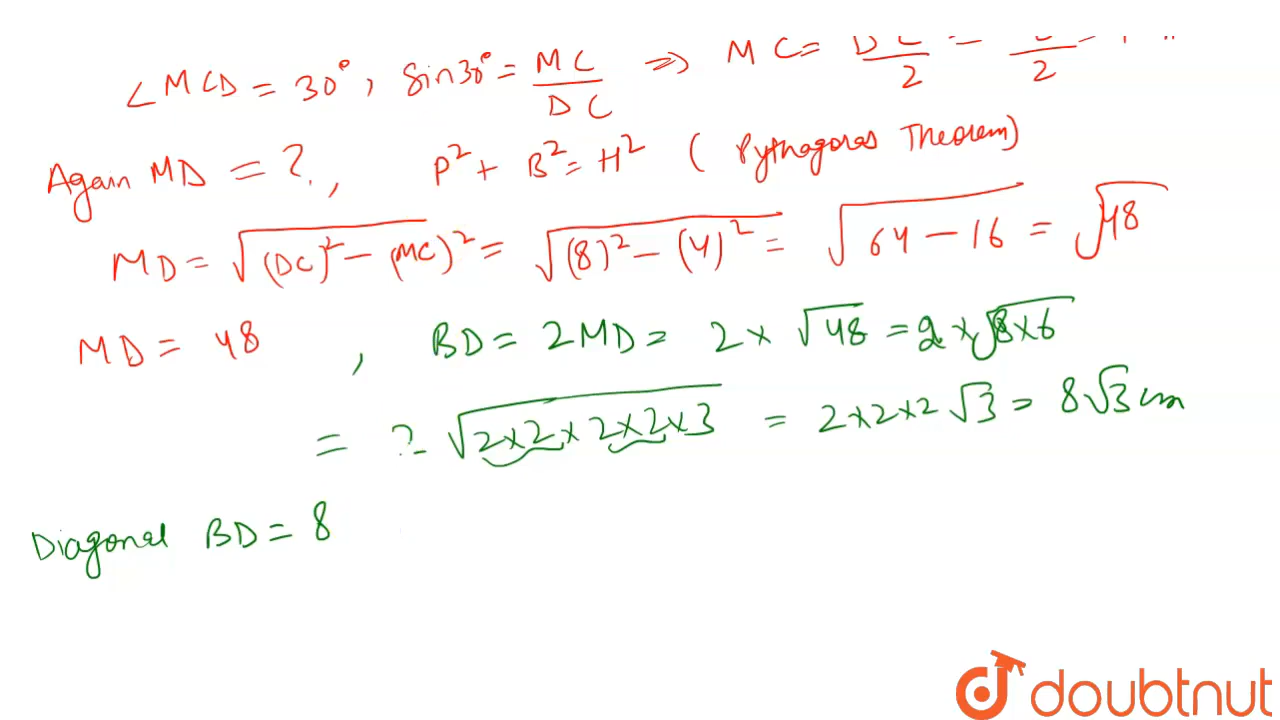 ∠MCD = 30°, Sin30° = MC/DC ⇒ MC = DC/2 =
Again MD = ?, P² + B² = H² (Pythagoras Theorem)
MD = √(DC)² − (MC)² = √(8)² − (4)² = √64 − 16 = √48
MD = 48, BD = 2MD = 2 × √48 = 2 × √8×6
= 2 √2×2×2×2×3 = 2×2×2 √3 = 8√3 cm
Diagonal BD = 8
doubtnut